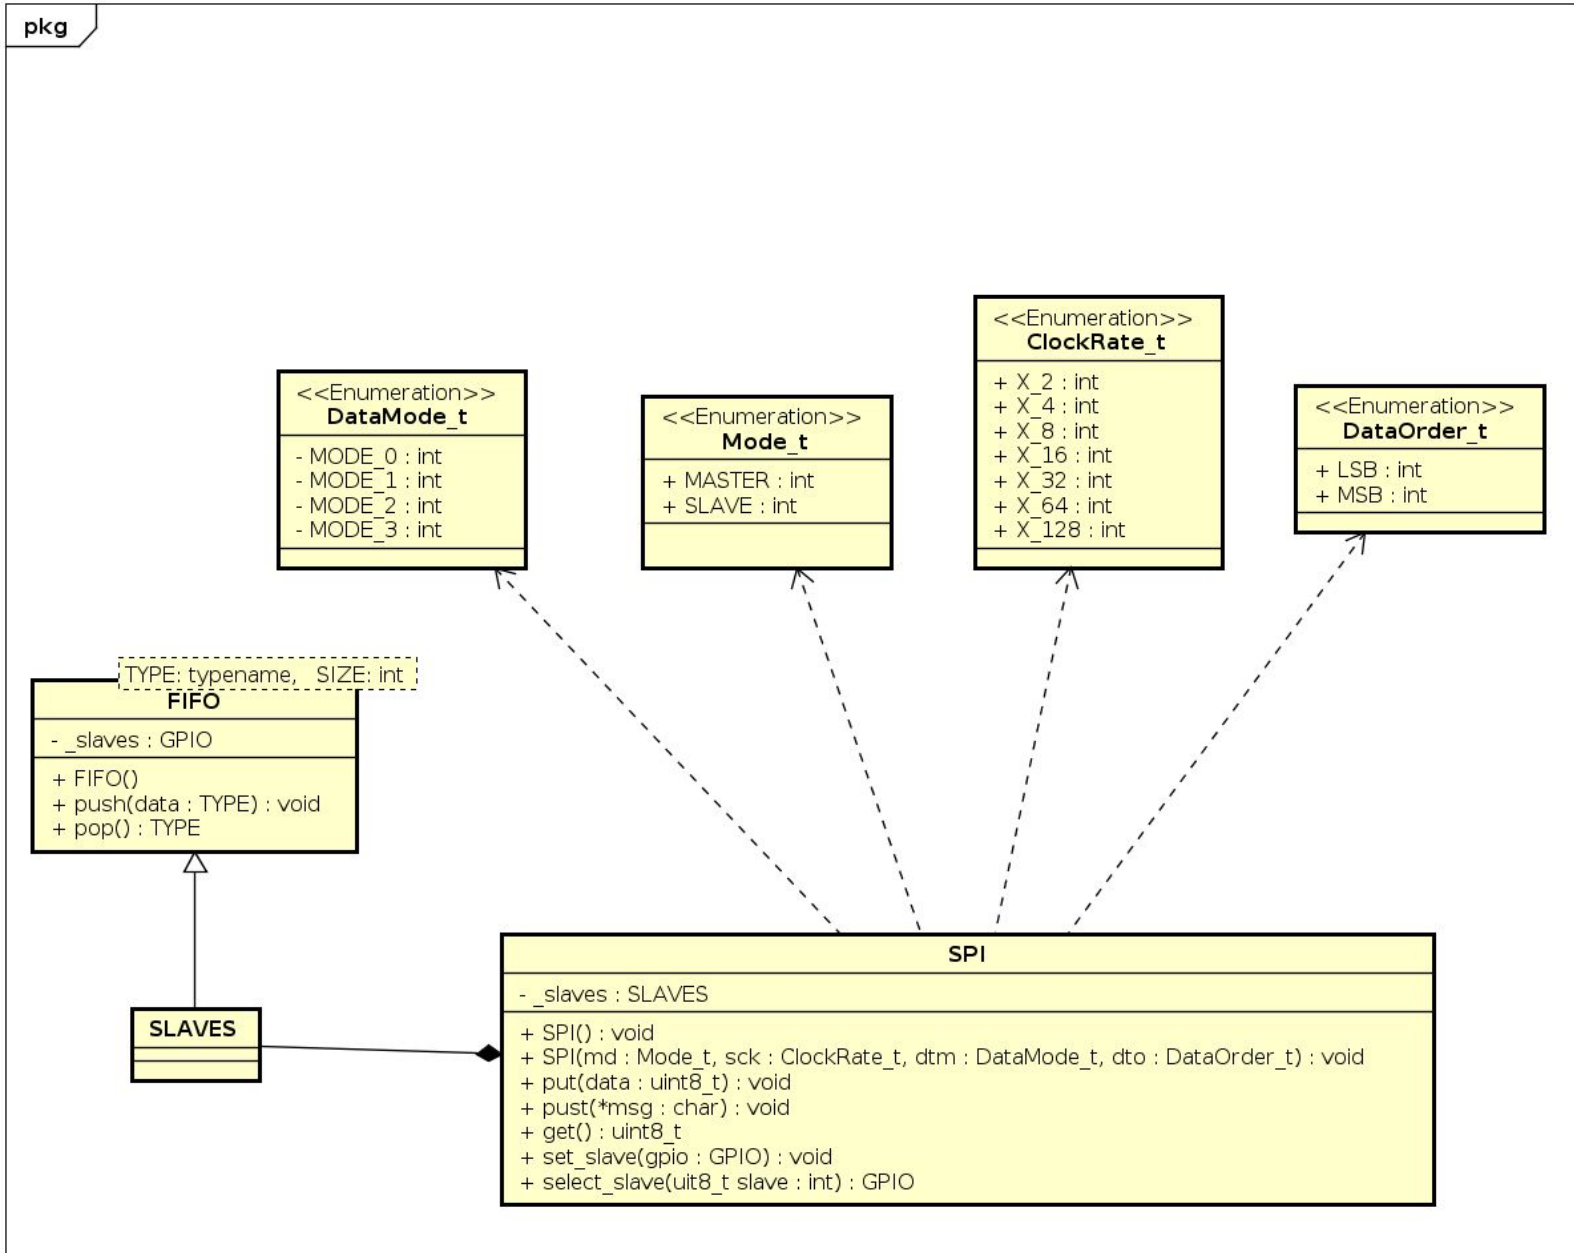 pkg
<<Enumeration>>
DataMode_t
- MODE_0 : int
- MODE_1 : int
- MODE_2 : int
- MODE_3 : int
<<Enumeration>>
Mode_t
+ MASTER : int
+ SLAVE : int
<<Enumeration>>
ClockRate_t
+ X_2 : int
+ X_4 : int
+ X_8 : int
+ X_16 : int
+ X_32 : int
+ X_64 : int
+ X_128 : int
<<Enumeration>>
DataOrder_t
+ LSB : int
+ MSB : int
TYPE: typename, SIZE: int
FIFO
- _slaves : GPIO
+ FIFO()
+ push(data : TYPE) : void
+ pop() : TYPE
SLAVES
SPI
- _slaves : SLAVES
+ SPI() : void
+ SPI(md : Mode_t, sck : ClockRate_t, dtm : DataMode_t, dto : DataOrder_t) : void
+ put(data : uint8_t) : void
+ pust(*msg : char) : void
+ get() : uint8_t
+ set_slave(gpio : GPIO) : void
+ select_slave(uit8_t slave : int) : GPIO